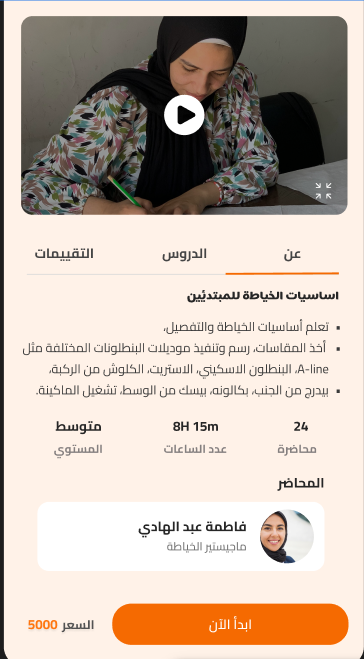 عن
الدروس
التقييمات
اساسيات الخياطة للمبتدئين
تعلم أساسيات الخياطة والتفصيل،
أخذ المقاسات، رسم وتنفيذ موديلات البنطلونات المختلفة مثل
A-line، البنطلون الاسكيني، الاستريت، الكلوش من الركبة،
بيدرج من الجنب، بكالونه، بيسك من الوسط، تشغيل الماكينة.
24
8H 15m
متوسط
محاضرة
عدد الساعات
المستوي
المحاضر
فاطمة عبد الهادي
ماجيستير الخياطة
ابدأ الآن
السعر 5000